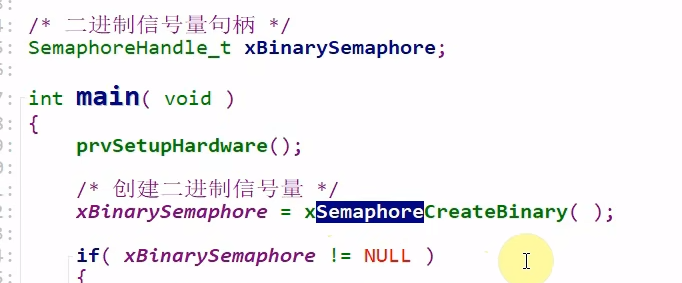 /* 二进制信号量句柄 */
SemaphoreHandle_t xBinarySemaphore;
int main( void )
{
prvSetupHardware();
/* 创建二进制信号量 */
xBinarySemaphore = xSemaphoreCreateBinary( );
if( xBinarySemaphore != NULL )
{